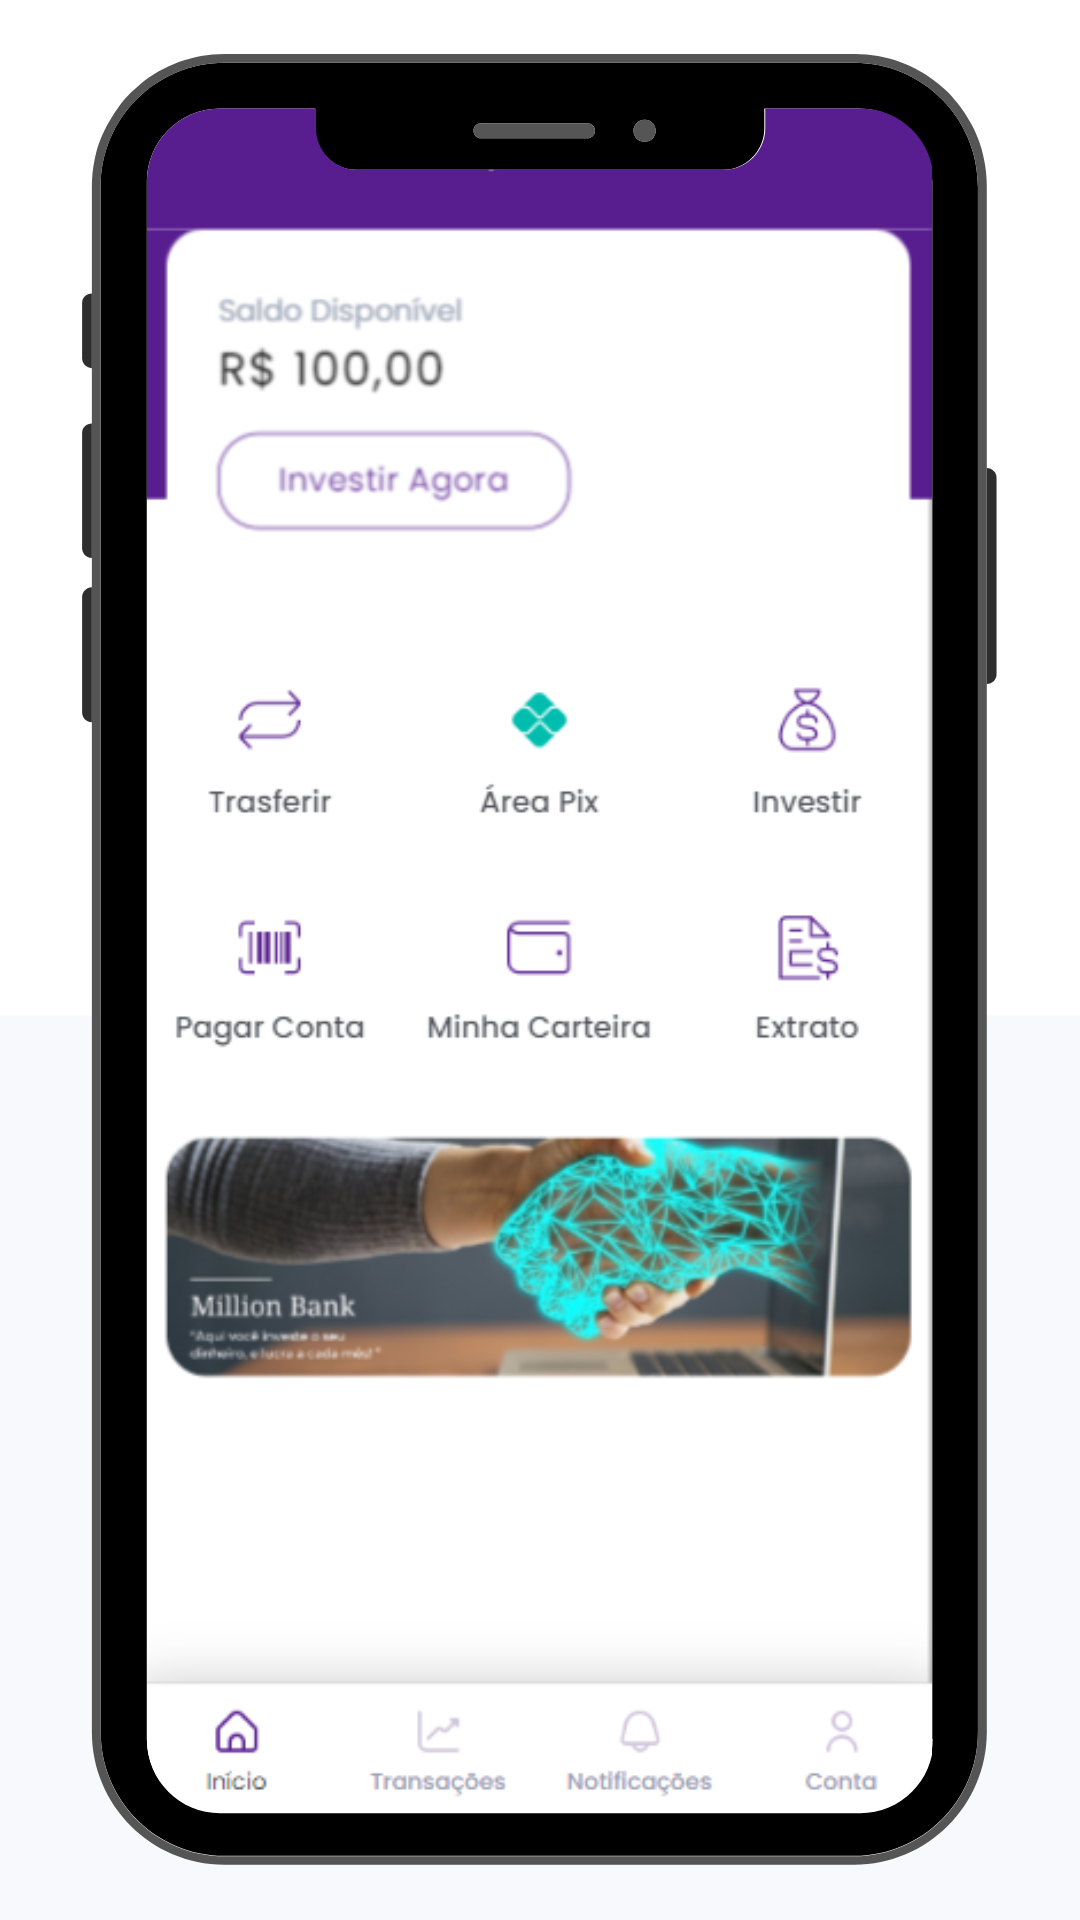 Saldo Disponível
R$ 100,00
Investir Agora
Trasferir
Área Pix
Investir
Pagar Conta
Minha Carteira
Extrato
Million Bank
"Aqui você investe o seu
dinheiro, e lucra a cada mês!"
Início
Transações
Notificações
Conta